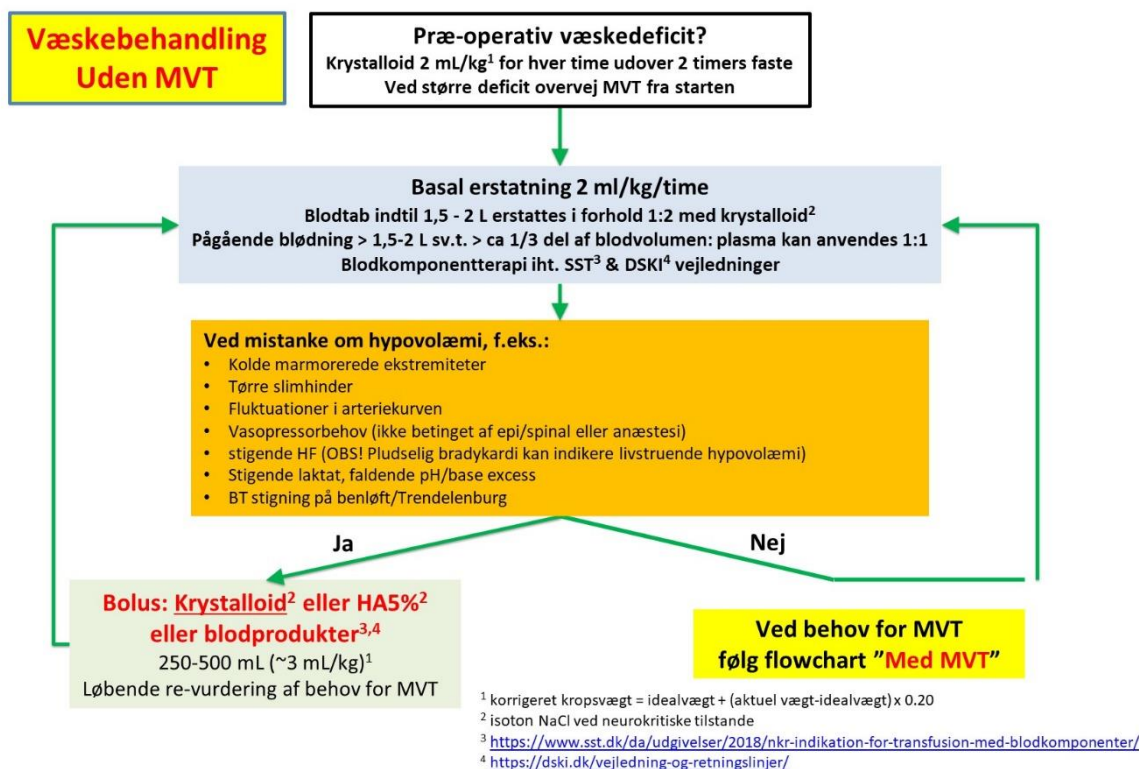 Væskebehandling
Uden MVT
Præ-operativ væskedeficit?
Krystalloid 2 mL/kg¹ for hver time udover 2 timers faste
Ved større deficit overvej MVT fra starten
Basal erstatning 2 ml/kg/time
Blodtab indtil 1,5 - 2 L erstattes i forhold 1:2 med krystalloid²
Pågående blødning > 1,5-2 L sv.t. > ca 1/3 del af blodvolumen: plasma kan anvendes 1:1
Blodkomponentterapi iht. SST³ & DSKI⁴ vejledninger
Ved mistanke om hypovolæmi, f.eks.:
• Kolde marmorerede ekstremiteter
• Tørre slimhinder
• Fluktuationer i arteriekurven
• Vasopressorbehov (ikke betinget af epi/spinal eller anæstesi)
• stigende HF (OBS! Pludselig bradykardi kan indikere livstruende hypovolæmi)
• Stigende laktat, faldende pH/base excess
• BT stigning på benløft/Trendelenburg
Ja
Nej
Bolus: Krystalloid² eller HA5%²
eller blodprodukter³,⁴
250-500 mL (~3 mL/kg)¹
Løbende re-vurdering af behov for MVT
Ved behov for MVT
følg flowchart ”Med MVT”
¹ korrigeret kropsvægt = idealvægt + (aktuel vægt-idealvægt) x 0.20
² isoton NaCl ved neurokritiske tilstande
³ https://www.sst.dk/da/udgivelser/2018/nkr-indikation-for-transfusion-med-blodkomponenter/
⁴ https://dski.dk/vejledning-og-retningslinjer/